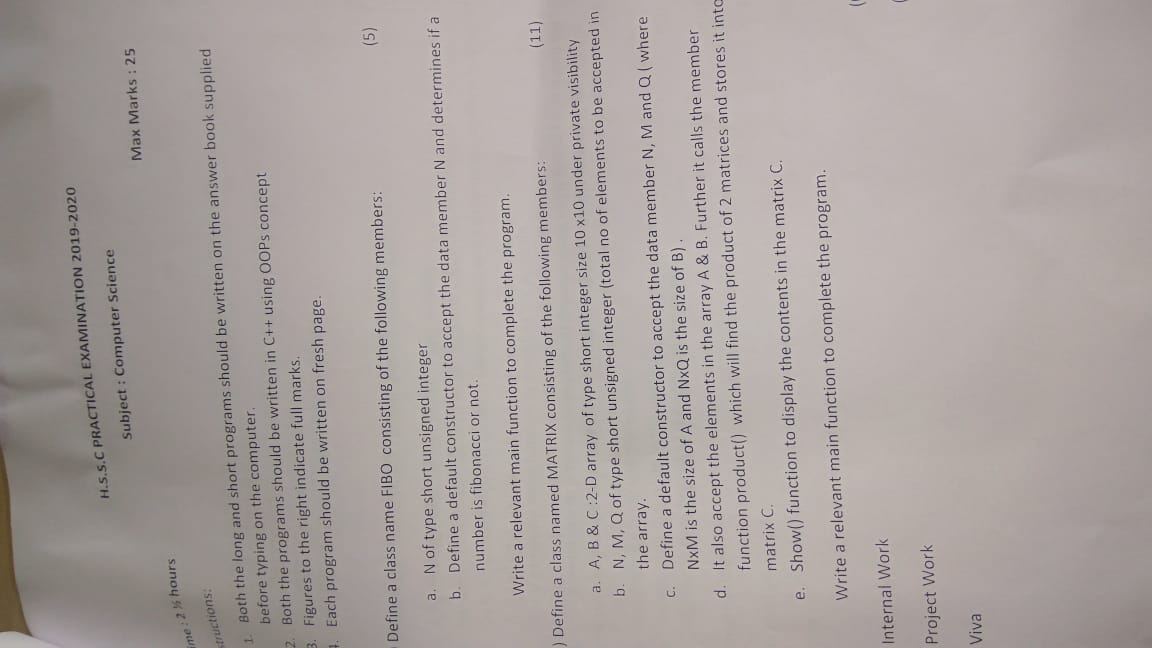 H.S.S.C PRACTICAL EXAMINATION 2019-2020
Subject : Computer Science
Max Marks : 25
me : 2 ½ hours
structions:
1. Both the long and short programs should be written on the answer book supplied
before typing on the computer.
2. Both the programs should be written in C++ using OOPs concept
3. Figures to the right indicate full marks.
4. Each program should be written on fresh page.
Define a class name FIBO consisting of the following members: (5)
a. N of type short unsigned integer
b. Define a default constructor to accept the data member N and determines if a
number is fibonacci or not.
Write a relevant main function to complete the program.
) Define a class named MATRIX consisting of the following members: (11)
a. A, B & C :2-D array of type short integer size 10 x10 under private visibility
b. N, M, Q of type short unsigned integer (total no of elements to be accepted in
the array.
c. Define a default constructor to accept the data member N, M and Q ( where
NxM is the size of A and NxQ is the size of B) .
d. It also accept the elements in the array A & B. Further it calls the member
function product() which will find the product of 2 matrices and stores it into
matrix C.
e. Show() function to display the contents in the matrix C.
Write a relevant main function to complete the program.
Internal Work
Project Work
Viva